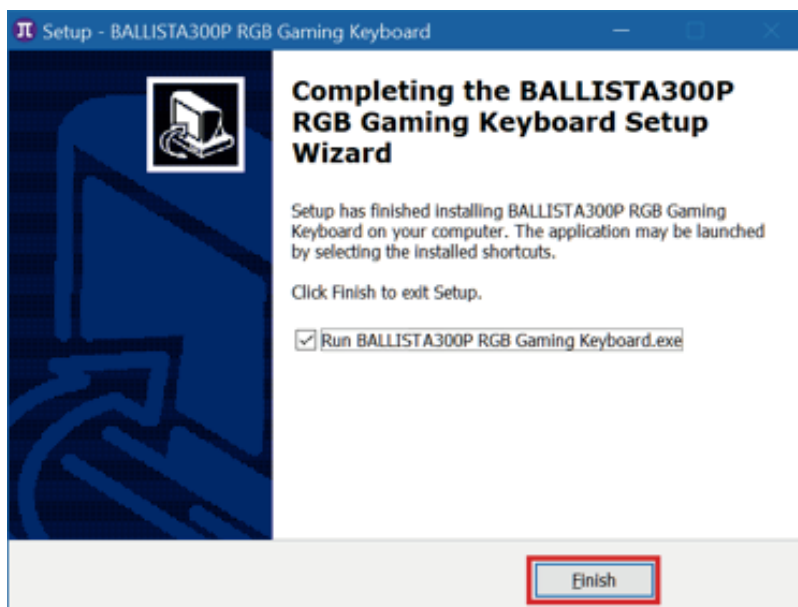 π Setup - BALLISTA300P RGB Gaming Keyboard
Completing the BALLISTA300P
RGB Gaming Keyboard Setup
Wizard
Setup has finished installing BALLISTA300P RGB Gaming
Keyboard on your computer. The application may be launched
by selecting the installed shortcuts.
Click Finish to exit Setup.
Run BALLISTA300P RGB Gaming Keyboard.exe
Finish